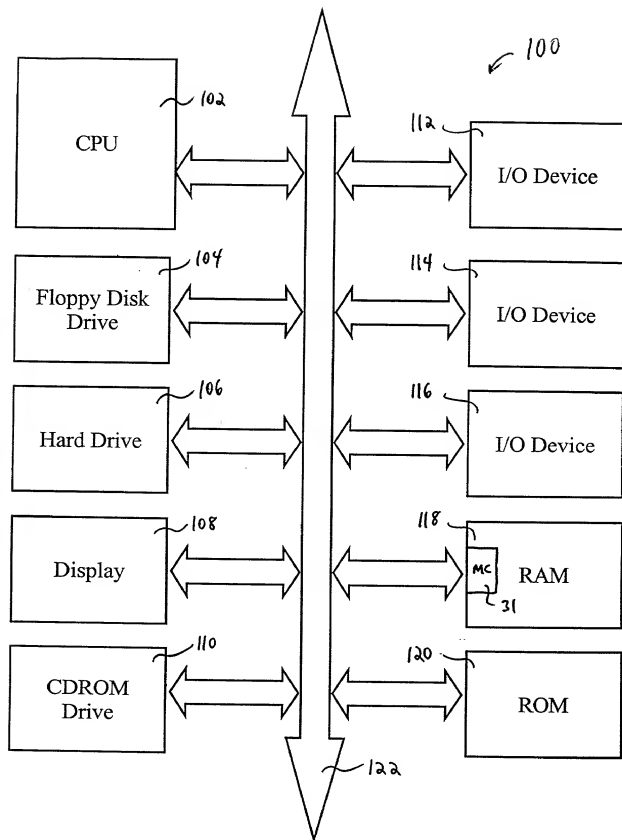 100
102
CPU
112
I/O Device
104
Floppy Disk
Drive
114
I/O Device
106
Hard Drive
116
I/O Device
108
Display
118
MC
31
RAM
110
CDROM
Drive
120
ROM
122